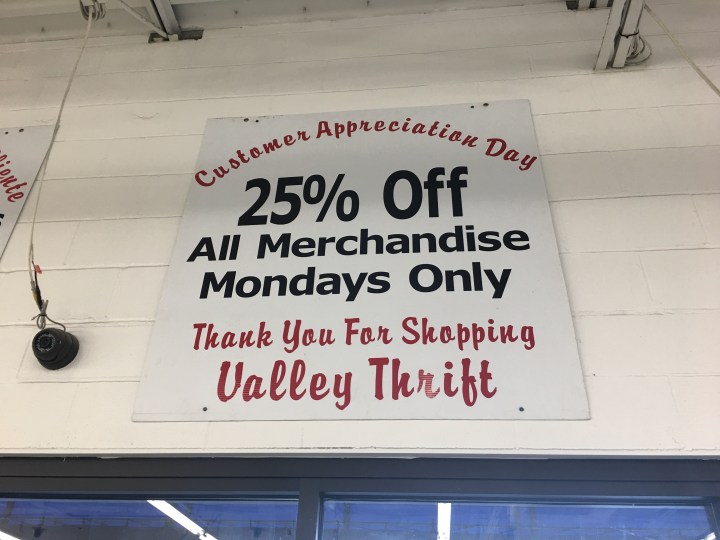 Customer Appreciation Day
25% Off
All Merchandise
Mondays Only
Thank You For Shopping
Valley Thrift